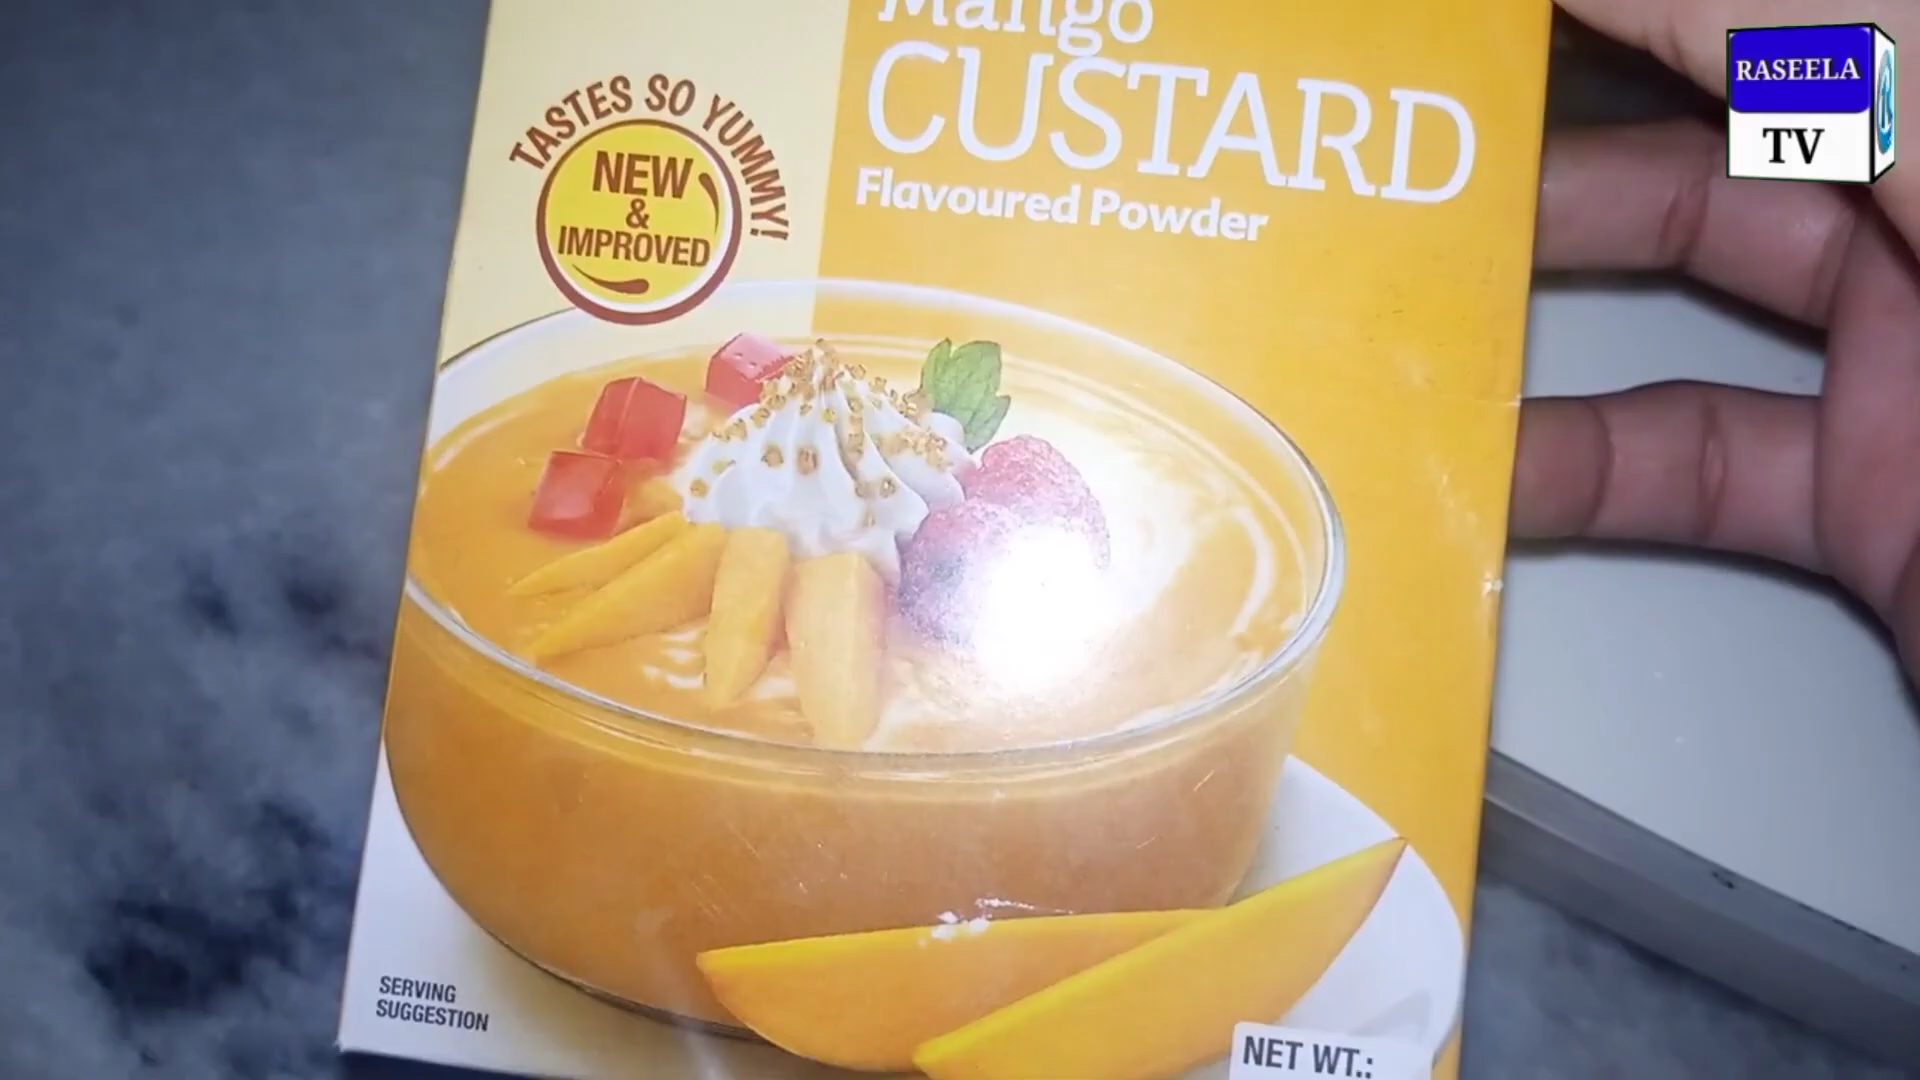 Mango
CUSTARD
Flavoured Powder
TASTES SO YUMMY!
NEW
&
IMPROVED
SERVING
SUGGESTION
NET WT.:
RASEELA
TV